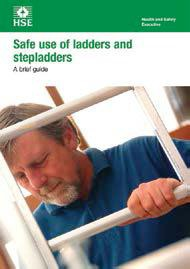 HSE
Health and Safety
Executive
Safe use of ladders and
stepladders
A brief guide